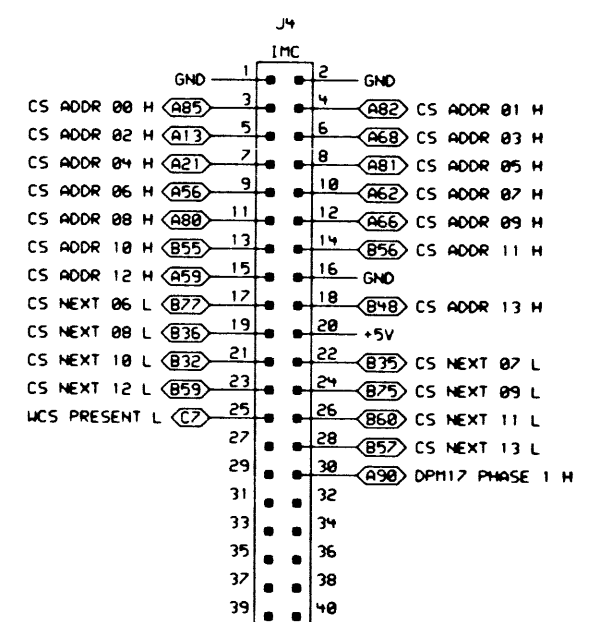 J4
IMC
GND 1 2 GND
CS ADDR 00 H A85 3 4 A82 CS ADDR 01 H
CS ADDR 02 H A13 5 6 A68 CS ADDR 03 H
CS ADDR 04 H A21 7 8 A81 CS ADDR 05 H
CS ADDR 06 H A56 9 10 A62 CS ADDR 07 H
CS ADDR 08 H A80 11 12 A66 CS ADDR 09 H
CS ADDR 10 H B55 13 14 B56 CS ADDR 11 H
CS ADDR 12 H A59 15 16 GND
CS NEXT 06 L B77 17 18 B48 CS ADDR 13 H
CS NEXT 08 L B36 19 20 +5V
CS NEXT 10 L B32 21 22 B35 CS NEXT 07 L
CS NEXT 12 L B59 23 24 B75 CS NEXT 09 L
WCS PRESENT L C7 25 26 B60 CS NEXT 11 L
27 28 B57 CS NEXT 13 L
29 30 A90 DPM17 PHASE 1 H
31 32
33 34
35 36
37 38
39 40